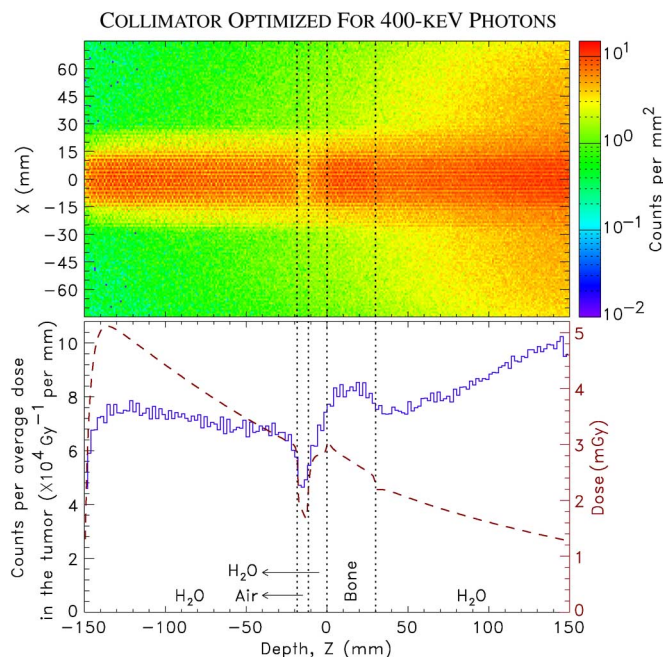 COLLIMATOR OPTIMIZED FOR 400-KEV PHOTONS
X (mm)
60
45
30
15
0
−15
−30
−45
−60
10^1
10^0
10^−1
10^−2
Counts per mm^2
Counts per average dose
in the tumor (X10^4 Gy^−1 per mm)
10
8
6
4
2
0
H2O
H2O
Air
Bone
H2O
5
4
3
2
1
0
Dose (mGy)
−150
−100
−50
0
50
100
150
Depth, Z (mm)